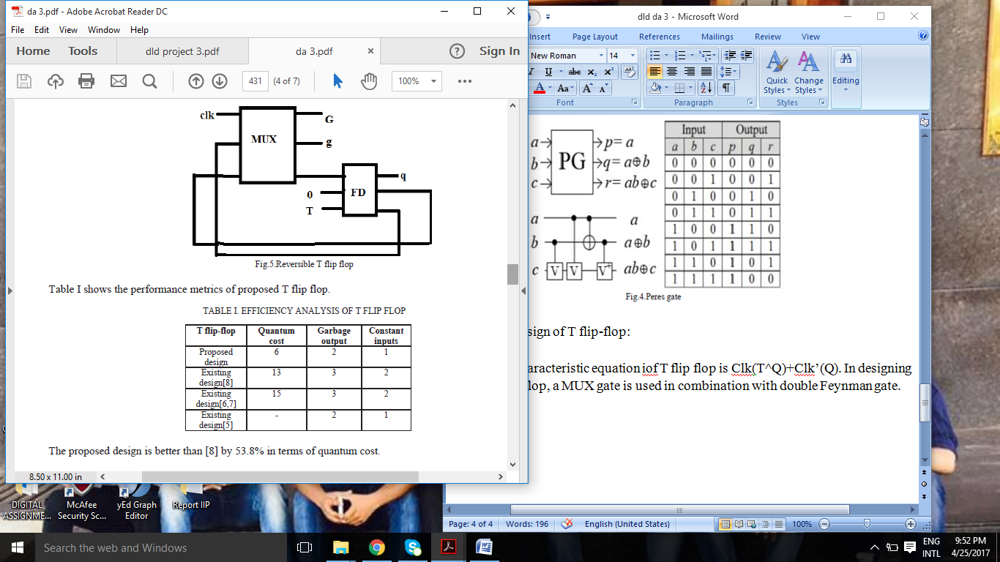 da 3.pdf - Adobe Acrobat Reader DC
File Edit View Window Help
Home Tools dld project 3.pdf da 3.pdf × ? Sign In
431 (4 of 7) 100%
clk
MUX
G
g
q
0
FD
T
Fig.5.Reversible T flip flop
Table I shows the performance metrics of proposed T flip flop.
TABLE I. EFFICIENCY ANALYSIS OF T FLIP FLOP
T flip-flop Quantum cost Garbage output Constant inputs
Proposed design 6 2 1
Existing design[8] 13 3 2
Existing design[6,7] 15 3 2
Existing design[5] - 2 1
The proposed design is better than [8] by 53.8% in terms of quantum cost.
8.50 x 11.00 in
dld da 3 - Microsoft Word
Insert Page Layout References Mailings Review View
New Roman 14
I U abc x₂ x² Aa
A Aa A A
Quick Styles Change Styles Editing
Font Paragraph Styles
a PG p= a
b q= a⊕b
c r= ab⊕c
a a
b a⊕b
c V V V⁺ ab⊕c
Input Output
a b c p q r
0 0 0 0 0 0
0 0 1 0 0 1
0 1 0 0 1 0
0 1 1 0 1 1
1 0 0 1 1 0
1 0 1 1 1 1
1 1 0 1 0 1
1 1 1 1 0 0
Fig.4.Peres gate
sign of T flip-flop:
aracteristic equation iof T flip flop is Clk(T^Q)+Clk’(Q). In designing
lop, a MUX gate is used in combination with double Feynman gate.
Page: 4 of 4 Words: 196 English (United States) 100%
DIGITAL ASSIGNME...
McAfee Security Sc...
yEd Graph Editor
Report IIP
Search the web and Windows
ENG INTL
9:52 PM
4/25/2017